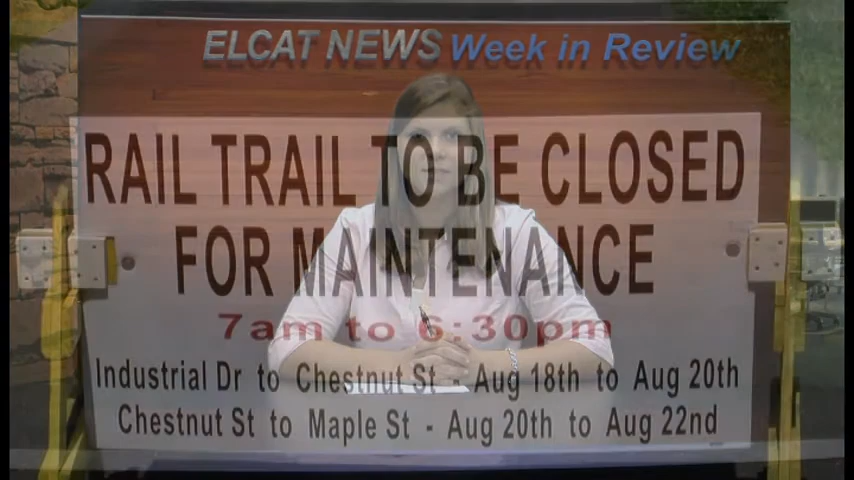 ELCAT NEWS Week in Review
RAIL TRAIL TO BE CLOSED
FOR MAINTENANCE
7am to 6:30pm
Industrial Dr to Chestnut St - Aug 18th to Aug 20th
Chestnut St to Maple St - Aug 20th to Aug 22nd